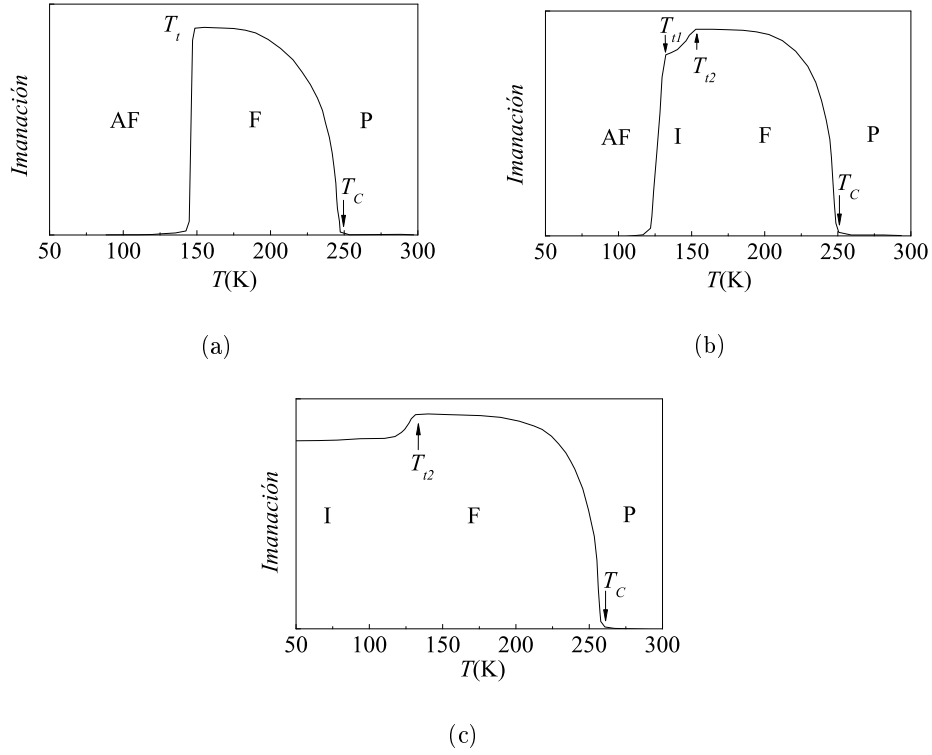 T_t
Imanación
AF F P
T_C
50 100 150 200 250 300
T(K)
(a)
T_t1
T_t2
Imanación
AF I F P
T_C
50 100 150 200 250 300
T(K)
(b)
T_t2
Imanación
I F P
T_C
50 100 150 200 250 300
T(K)
(c)